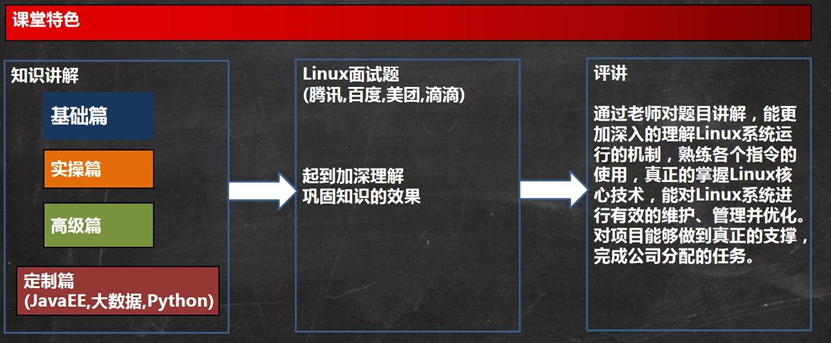 课堂特色
知识讲解
基础篇
实操篇
高级篇
定制篇
(JavaEE,大数据,Python)
Linux面试题
(腾讯,百度,美团,滴滴)
起到加深理解
巩固知识的效果
评讲
通过老师对题目讲解，能更
加深入的理解Linux系统运
行的机制，熟练各个指令的
使用，真正的掌握Linux核
心技术，能对Linux系统进
行有效的维护、管理并优化。
对项目能够做到真正的支撑，
完成公司分配的任务。